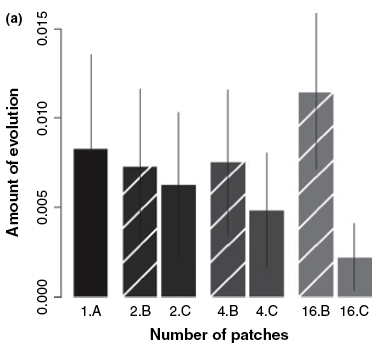 (a)
Amount of evolution
0.015
0.010
0.005
0.000
1.A 2.B 2.C 4.B 4.C 16.B 16.C
Number of patches